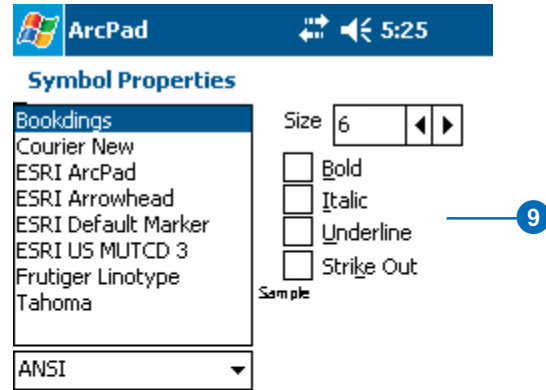 ArcPad 5:25
Symbol Properties
Bookdings
Courier New
ESRI ArcPad
ESRI Arrowhead
ESRI Default Marker
ESRI US MUTCD 3
Frutiger Linotype
Tahoma
ANSI
Size 6
Bold
Italic
Underline
Strike Out
Sample
9